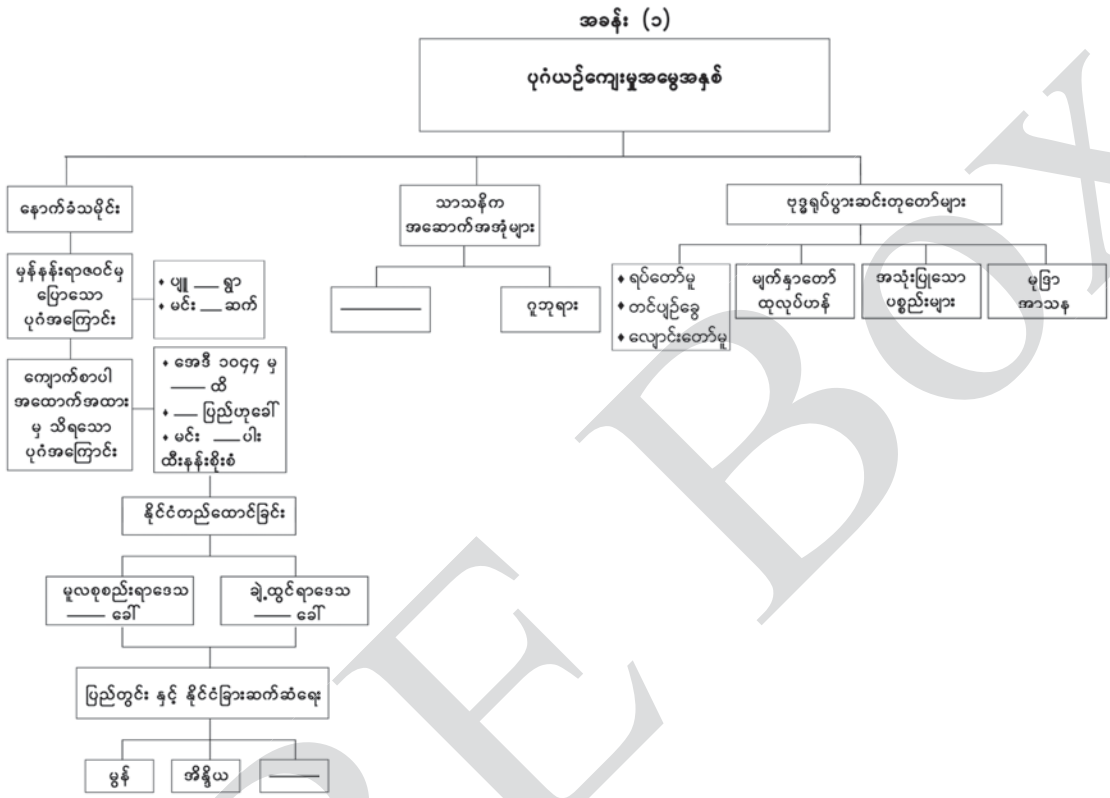 အခန်း (၁)
ပုဂံယဉ်ကျေးမှုအမွေအနှစ်
နောက်ခံသမိုင်း
မှန်နန်းရာဇဝင်မှ
ပြောသော
ပုဂံအကြောင်း
♦ ပျူ ___ ရွာ
♦ မင်း ___ ဆက်
ကျောက်စာပါ
အထောက်အထား
မှ သိရသော
ပုဂံအကြောင်း
♦ အေဒီ ၁၀၄၄ မှ
___ ထိ
♦ ___ ပြည်ဟုခေါ်
♦ မင်း ___ ပါး
ထီးနန်းစိုးစံ
နိုင်ငံတည်ထောင်ခြင်း
မူလစုစည်းရာဒေသ
___ ခေါ်
ချဲ့ထွင်ရာဒေသ
___ ခေါ်
ပြည်တွင်း နှင့် နိုင်ငံခြားဆက်ဆံရေး
မွန်
အိန္ဒိယ
___
သာသနိက
အဆောက်အအုံများ
___
ဂူဘုရား
ဗုဒ္ဓရုပ်ပွားဆင်းတုတော်များ
♦ ရပ်တော်မူ
♦ တင်ပျဉ်ခွေ
♦ လျောင်းတော်မူ
မျက်နှာတော်
ထုလုပ်ဟန်
အသုံးပြုသော
ပစ္စည်းများ
မုဒြာ
အာသန
PE BOX